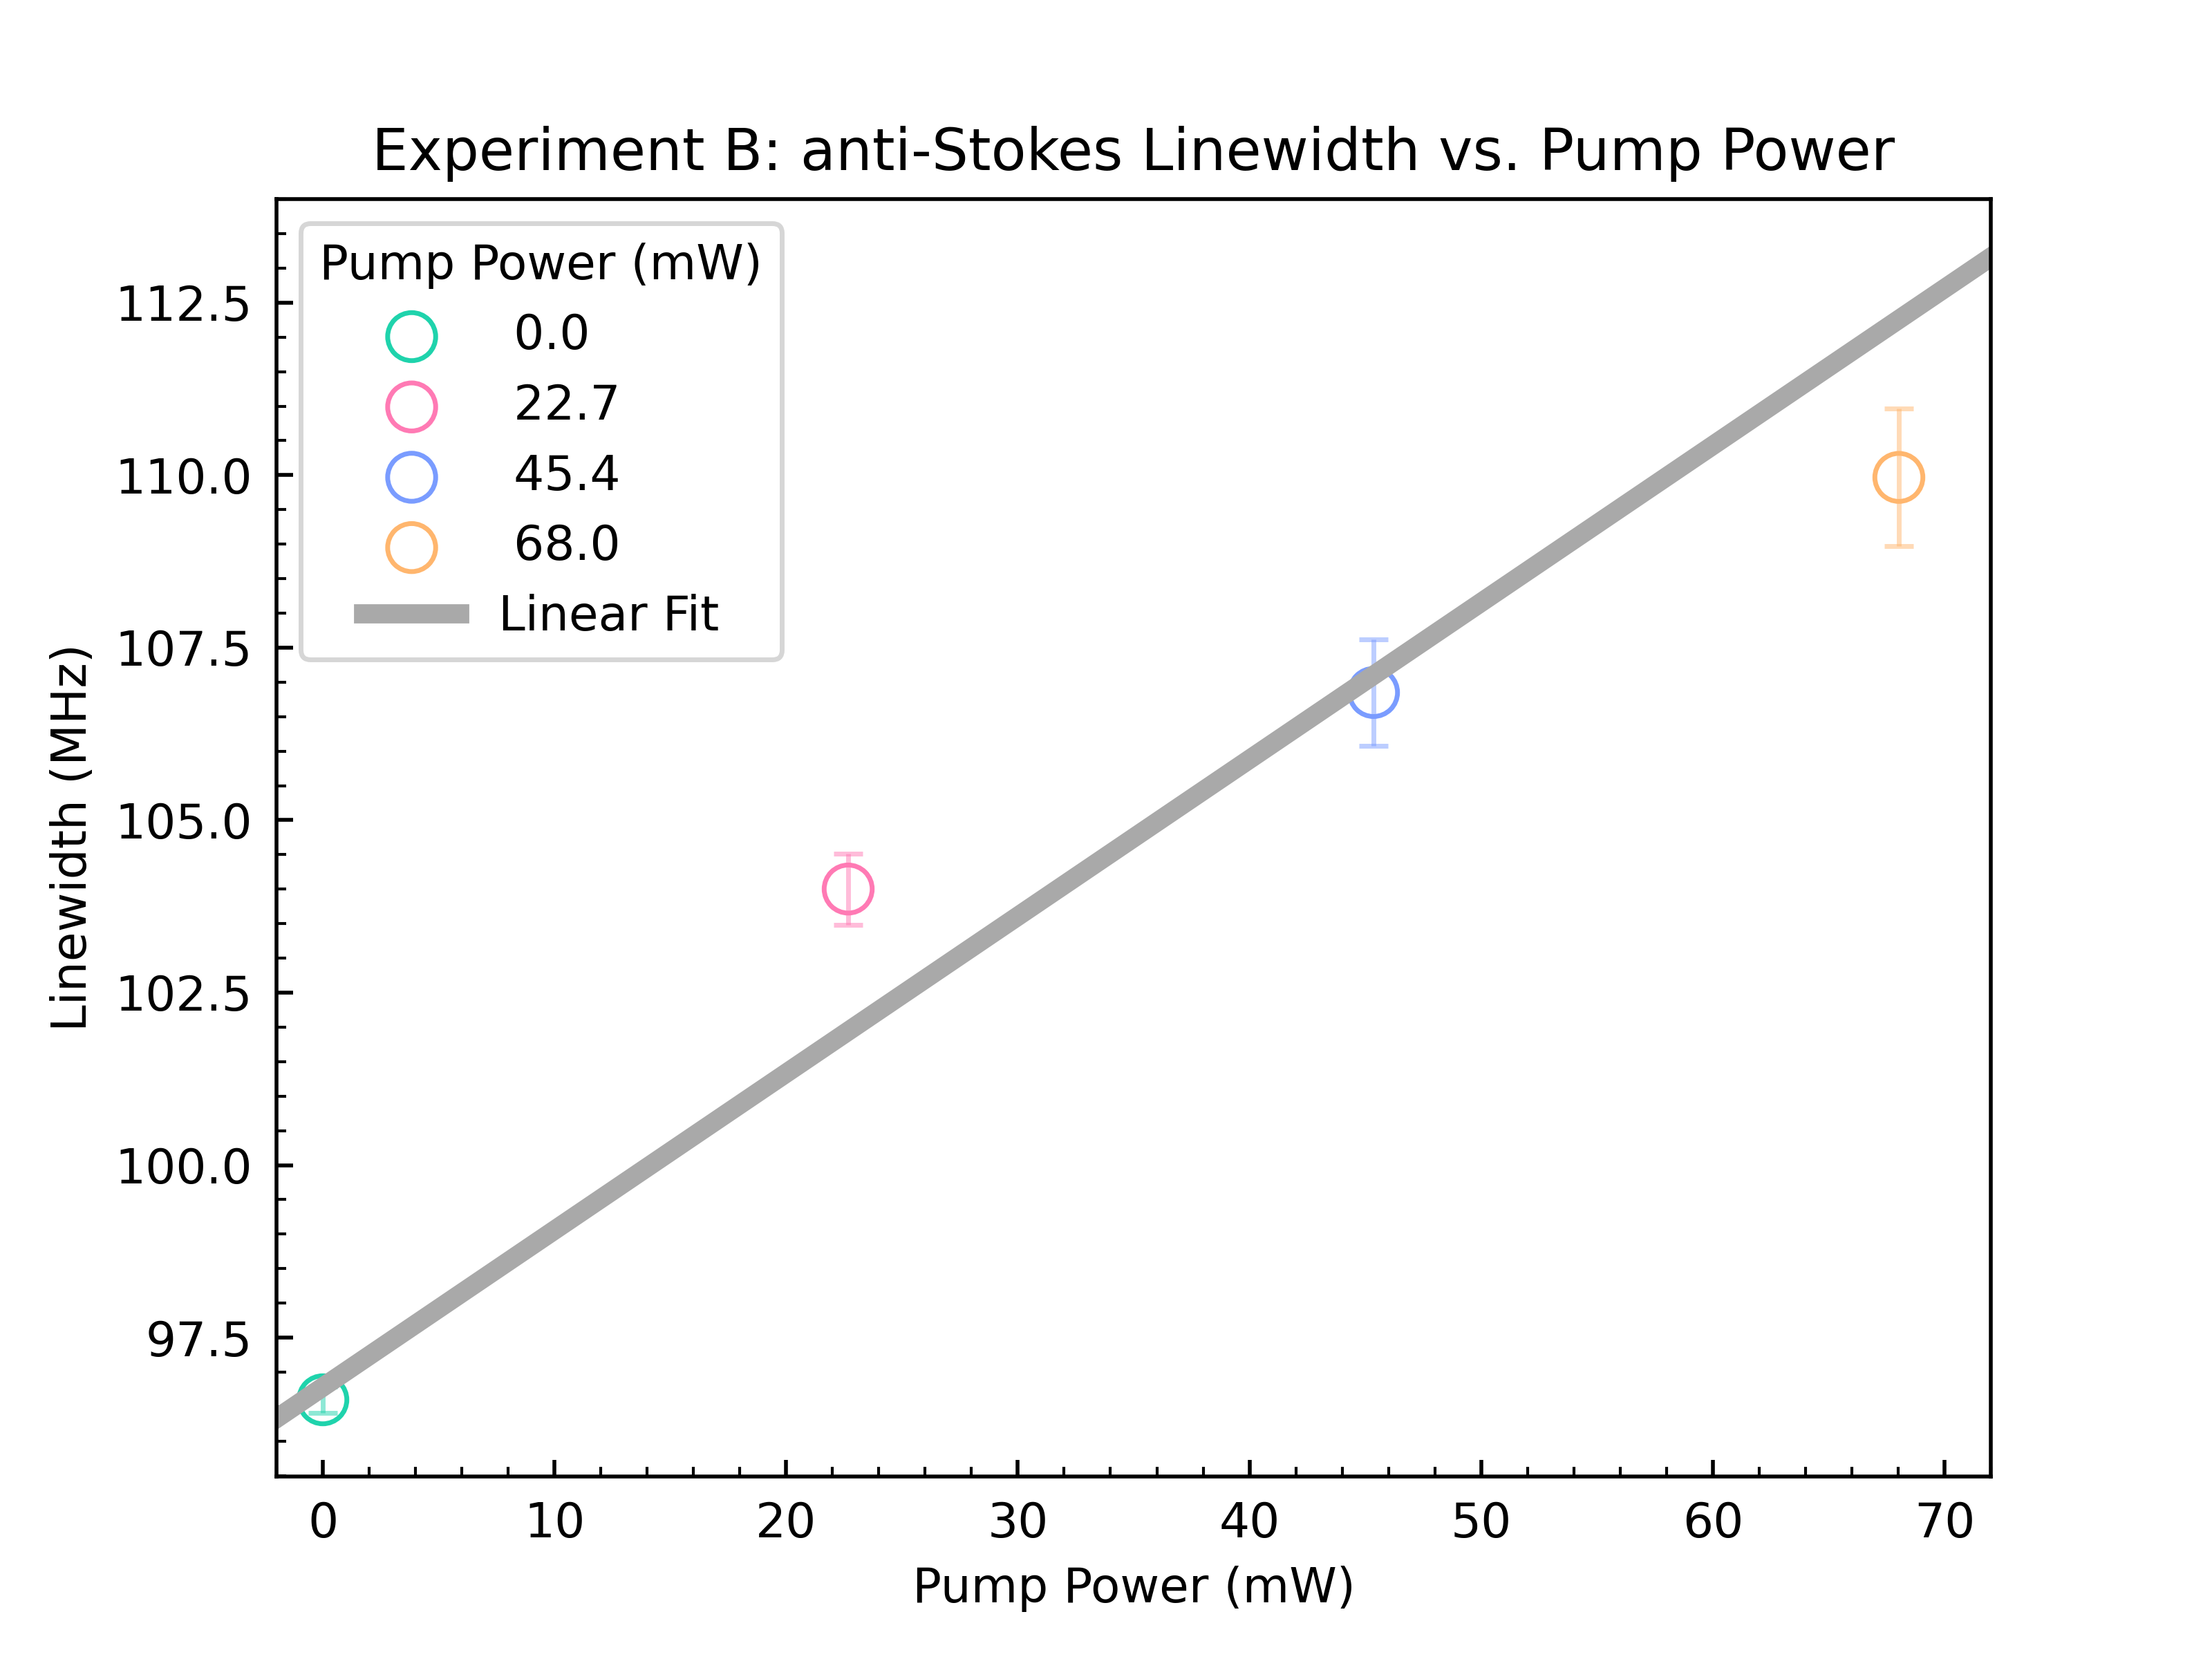 Experiment B: anti-Stokes Linewidth vs. Pump Power
Pump Power (mW)
0.0
22.7
45.4
68.0
Linear Fit
Linewidth (MHz)
112.5
110.0
107.5
105.0
102.5
100.0
97.5
0 10 20 30 40 50 60 70
Pump Power (mW)